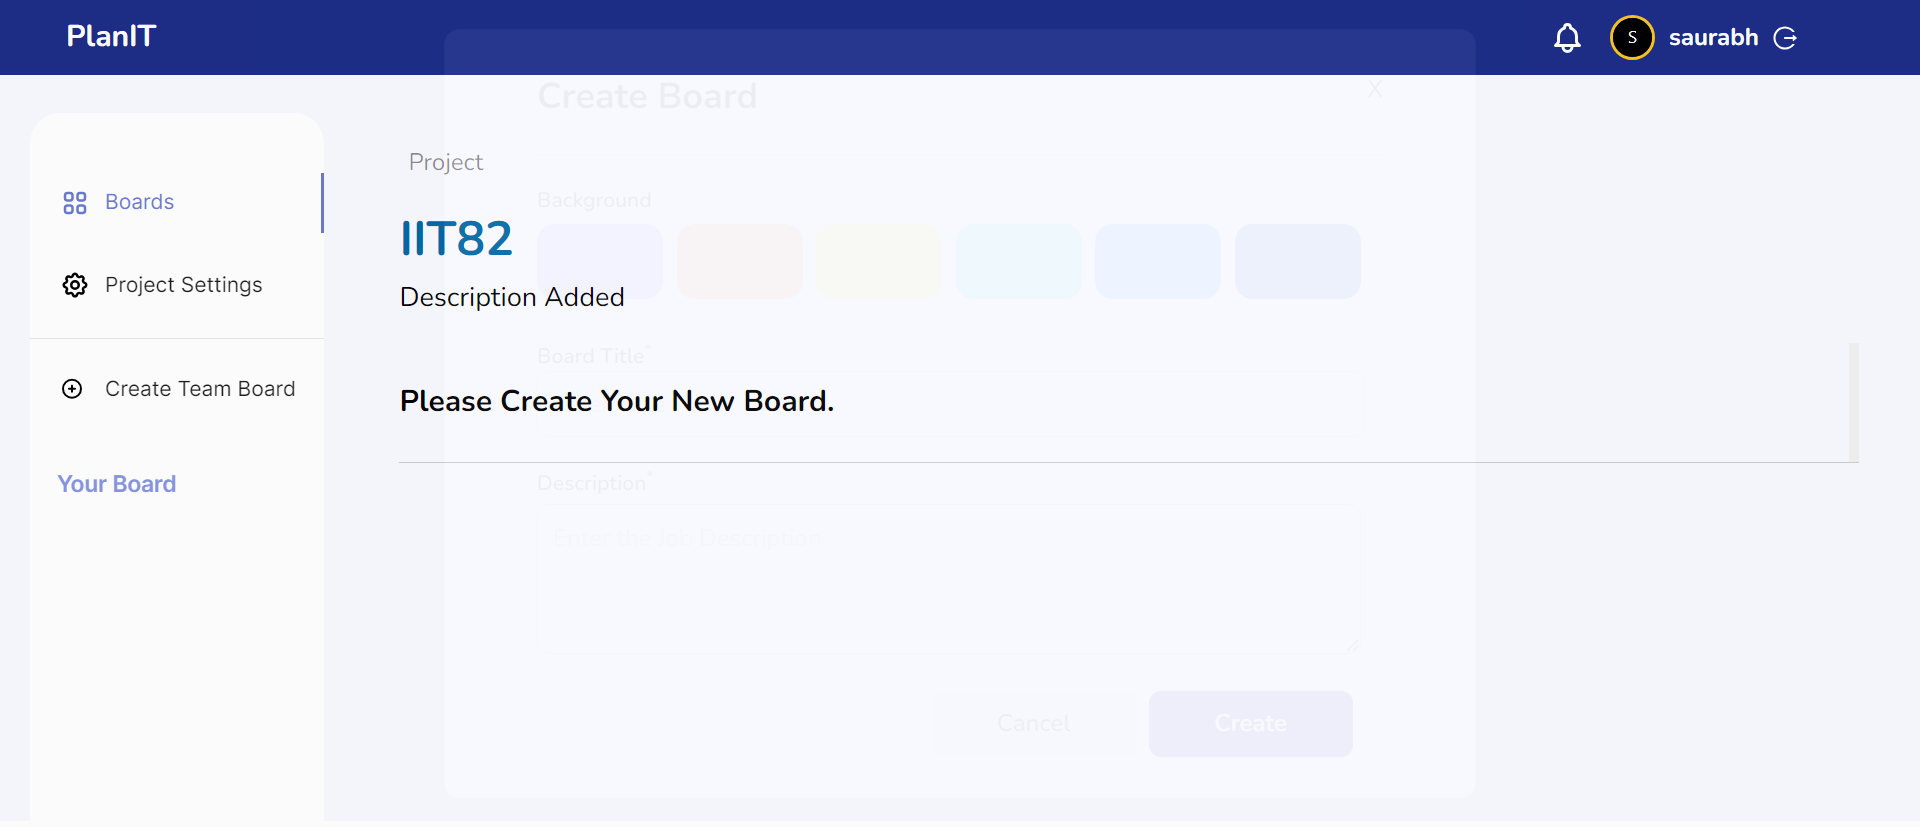 PlanIT
S
saurabh
Create Board
X
Boards
Project Settings
Create Team Board
Your Board
Project
Background
IIT82
Description Added
Board Title*
Please Create Your New Board.
Description*
Enter the Job Description
Cancel
Create